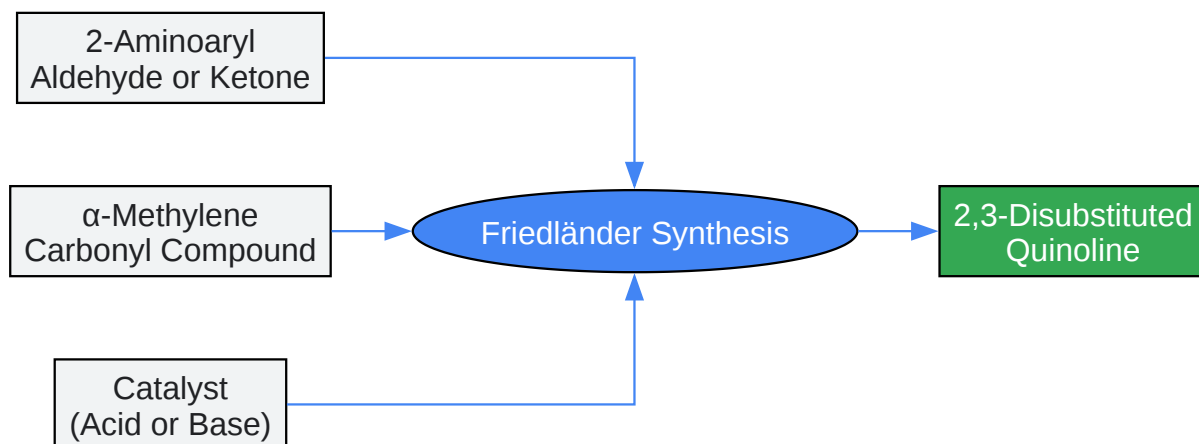 2-Aminoaryl
Aldehyde or Ketone
α-Methylene
Carbonyl Compound
Friedländer Synthesis
2,3-Disubstituted
Quinoline
Catalyst
(Acid or Base)